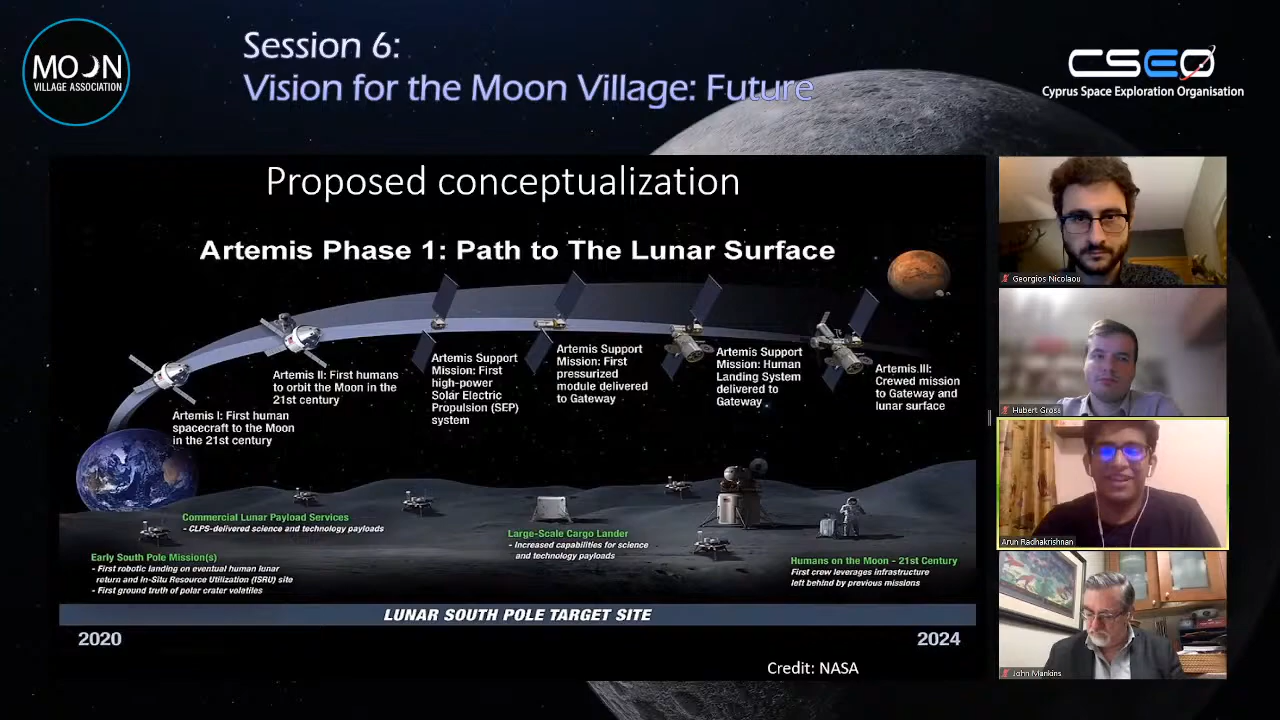 MOON
VILLAGE ASSOCIATION
Session 6:
Vision for the Moon Village: Future
CSEO
Cyprus Space Exploration Organisation
Proposed conceptualization
Artemis Phase 1: Path to The Lunar Surface
Artemis I: First human
spacecraft to the Moon
in the 21st century
Artemis II: First humans
to orbit the Moon in the
21st century
Artemis Support
Mission: First
high-power
Solar Electric
Propulsion (SEP)
system
Artemis Support
Mission: First
pressurized
module delivered
to Gateway
Artemis Support
Mission: Human
Landing System
delivered to
Gateway
Artemis III:
Crewed mission
to Gateway and
lunar surface
Commercial Lunar Payload Services
- CLPS-delivered science and technology payloads
Early South Pole Mission(s)
- First robotic landing on eventual human lunar
return and In-Situ Resource Utilization (ISRU) site
- First ground truth of polar crater volatiles
Large-Scale Cargo Lander
- Increased capabilities for science
and technology payloads
Humans on the Moon - 21st Century
First crew leverages infrastructure
left behind by previous missions
LUNAR SOUTH POLE TARGET SITE
2020
2024
Credit: NASA
Georgios Nicolaou
Hubert Gross
Arun Radhakrishnan
John Mankins